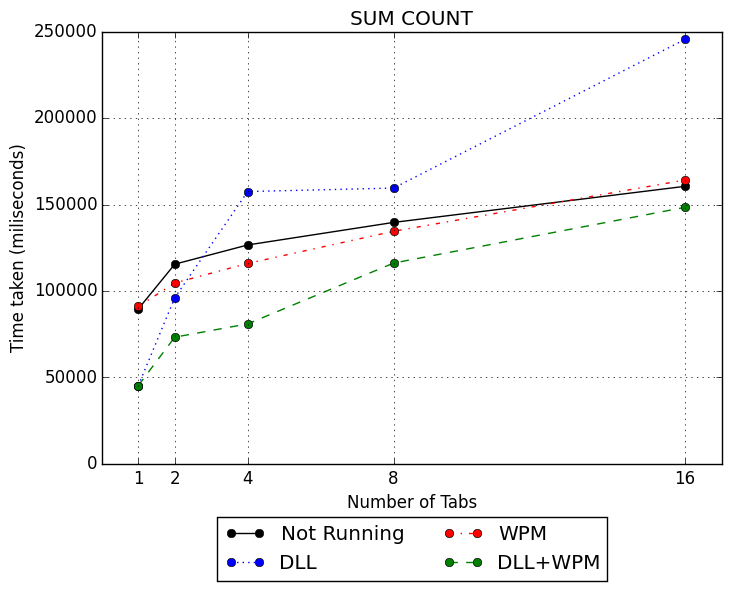 SUM COUNT
250000
200000
150000
100000
50000
0
Time taken (miliseconds)
1 2 4 8 16
Number of Tabs
Not Running WPM
DLL DLL+WPM